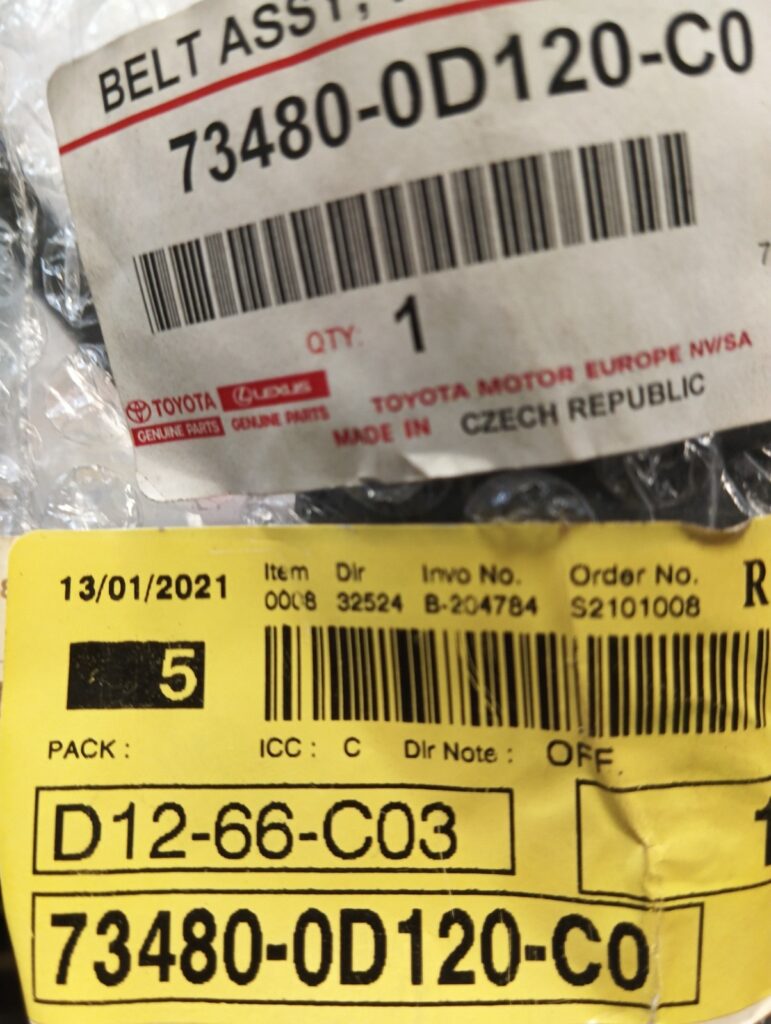 BELT ASSY,
73480-0D120-C0
QTY: 1
TOYOTA LEXUS
GENUINE PARTS GENUINE PARTS
TOYOTA MOTOR EUROPE NV/SA
MADE IN CZECH REPUBLIC
13/01/2021 Item Dlr Invo No. Order No. R
0008 32524 B-204784 S2101008
5
PACK : ICC : C Dlr Note : OFF
D12-66-C03 1
73480-0D120-C0